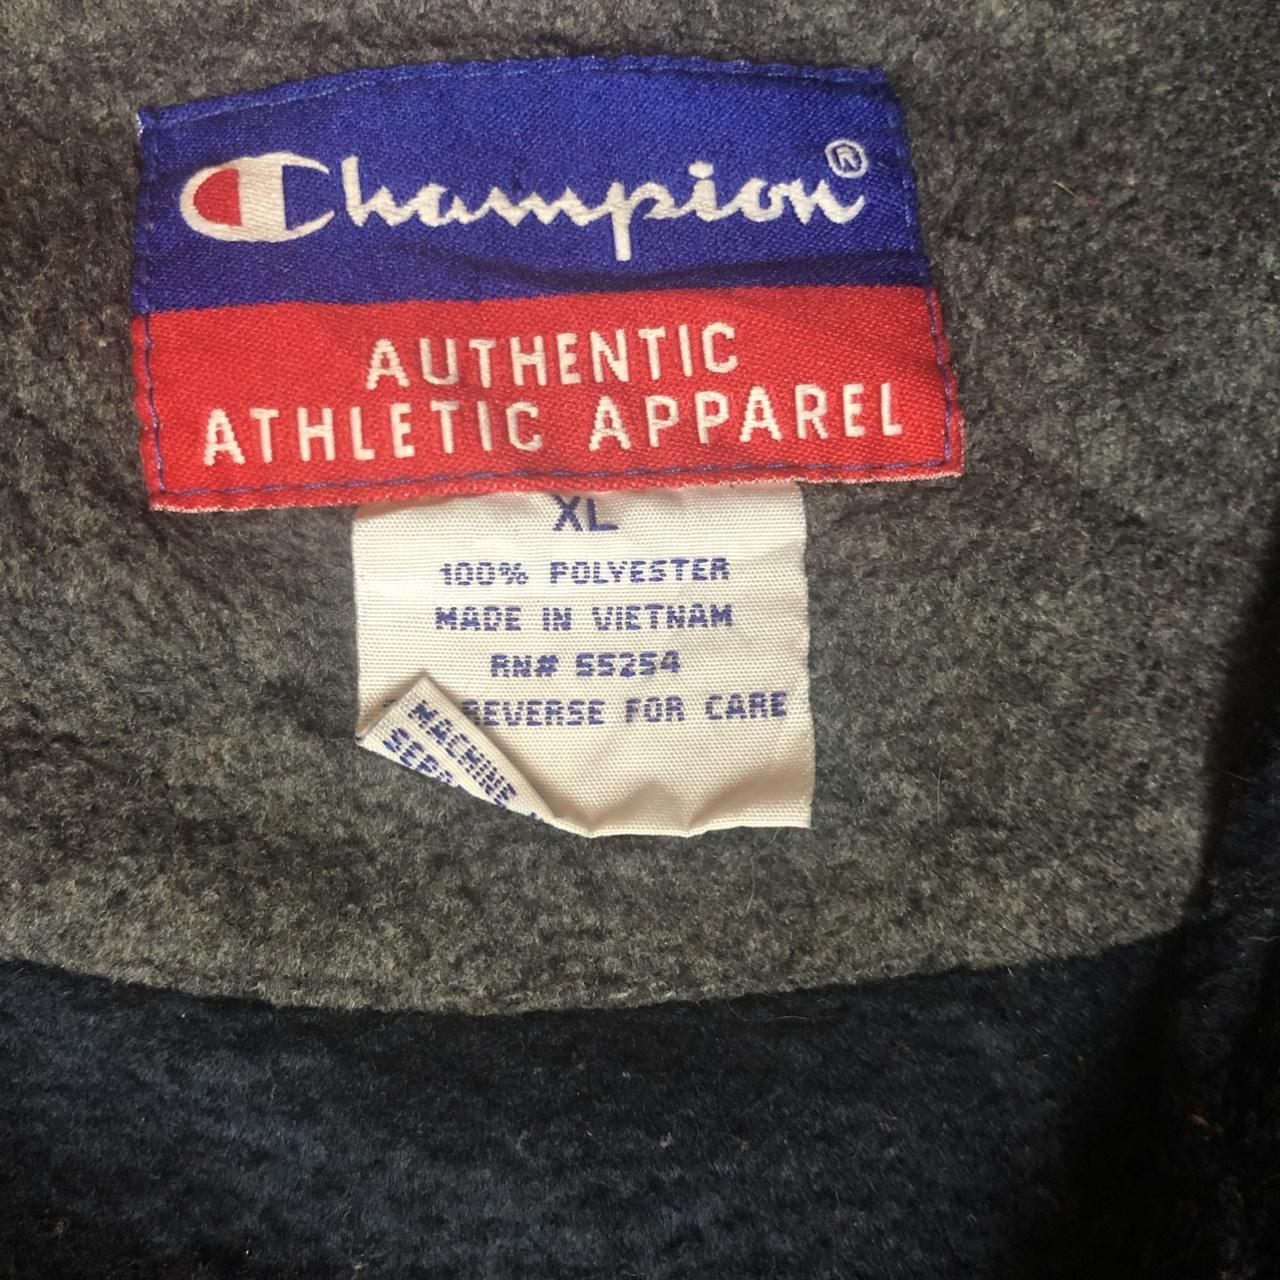 Champion®
AUTHENTIC
ATHLETIC APPAREL
XL
100% POLYESTER
MADE IN VIETNAM
RN# 55254
REVERSE FOR CARE
MACHINE